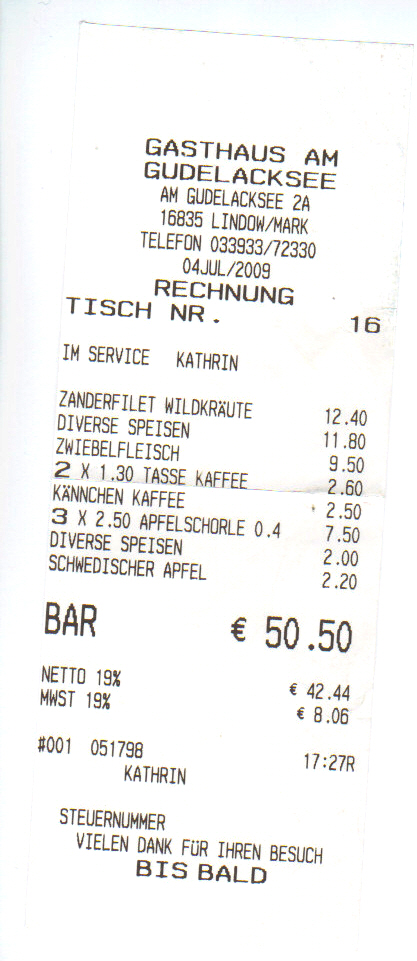 GASTHAUS AM
GUDELACKSEE
AM GUDELACKSEE 2A
16835 LINDOW/MARK
TELEFON 033933/72330
04JUL/2009
RECHNUNG
TISCH NR. 16
IM SERVICE KATHRIN
ZANDERFILET WILDKRÄUTE 12.40
DIVERSE SPEISEN 11.80
ZWIEBELFLEISCH 9.50
2 X 1.30 TASSE KAFFEE 2.60
KÄNNCHEN KAFFEE 2.50
3 X 2.50 APFELSCHORLE 0.4 7.50
DIVERSE SPEISEN 2.00
SCHWEDISCHER APFEL 2.20
BAR € 50.50
NETTO 19% € 42.44
MWST 19% € 8.06
#001 051798 17:27R
KATHRIN
STEUERNUMMER
VIELEN DANK FÜR IHREN BESUCH
BIS BALD